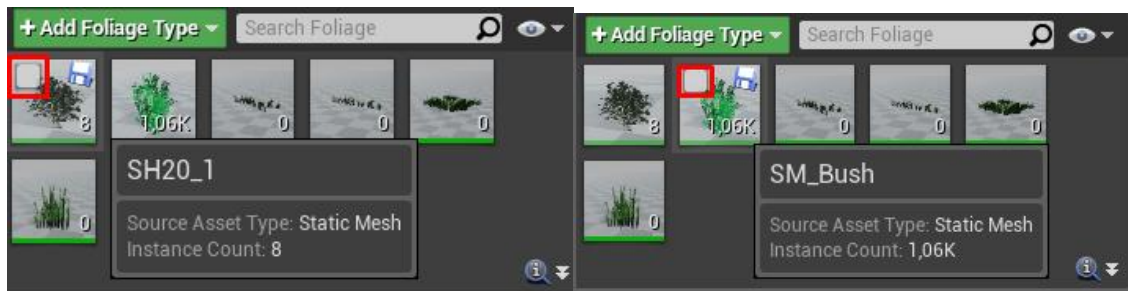 + Add Foliage Type Search Foliage
8 1,06K 0 0 0
SH20_1
0
Source Asset Type: Static Mesh
Instance Count: 8
+ Add Foliage Type Search Foliage
8 1,06K 0 0 0
SM_Bush
0
Source Asset Type: Static Mesh
Instance Count: 1,06K